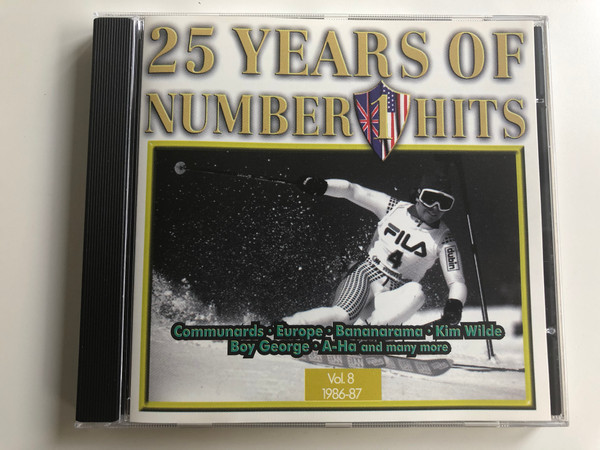 25 YEARS OF
NUMBER 1 HITS
FILA
4
dublin
Communards • Europe • Bananarama • Kim Wilde
Boy George • A-Ha and many more
Vol. 8
1986-87